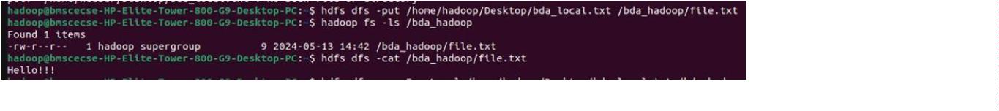 hadoop@bmscecse-HP-Elite-Tower-800-G9-Desktop-PC:~$ hdfs dfs -put /home/hadoop/Desktop/bda_local.txt /bda_hadoop/file.txt
hadoop@bmscecse-HP-Elite-Tower-800-G9-Desktop-PC:~$ hadoop fs -ls /bda_hadoop
Found 1 items
-rw-r--r-- 1 hadoop supergroup 9 2024-05-13 14:42 /bda_hadoop/file.txt
hadoop@bmscecse-HP-Elite-Tower-800-G9-Desktop-PC:~$ hdfs dfs -cat /bda_hadoop/file.txt
Hello!!!